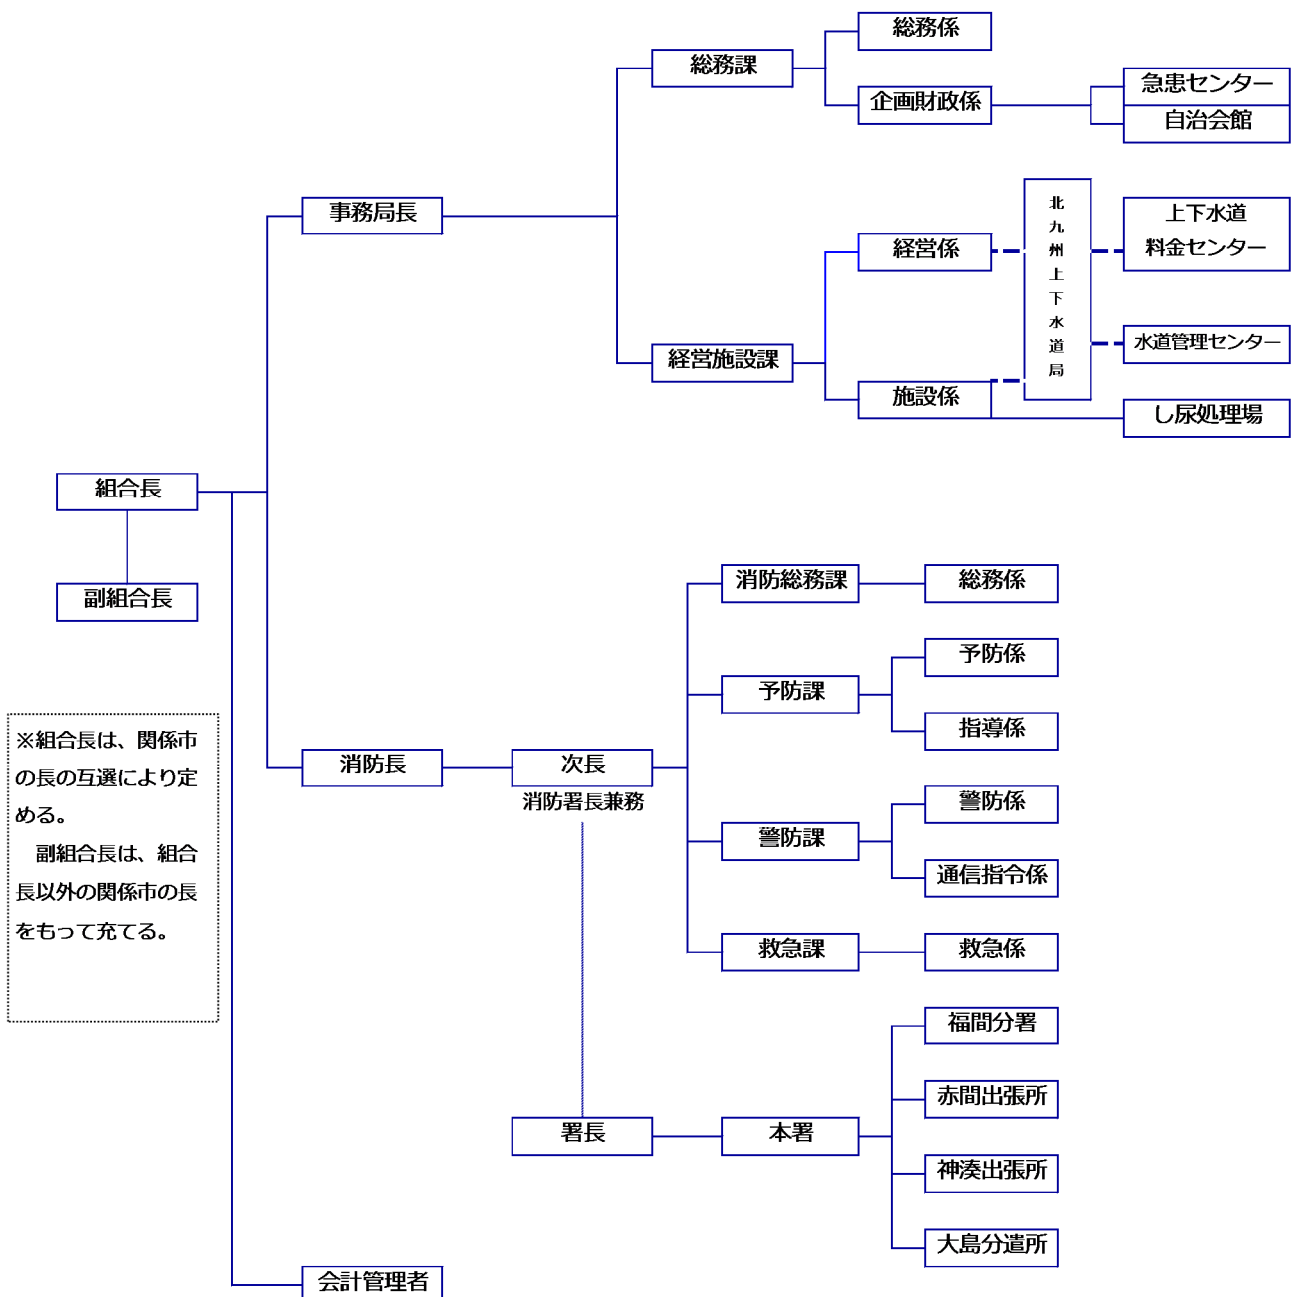 総務係
総務課
企画財政係
急患センター
自治会館
事務局長
経営係
北九州上下水道局
上下水道
料金センター
経営施設課
水道管理センター
施設係
し尿処理場
組合長
副組合長
消防総務課
総務係
予防係
予防課
指導係
※組合長は、関係市
の長の互選により定
める。
　副組合長は、組合
長以外の関係市の長
をもって充てる。
消防長
次長
消防署長兼務
警防係
警防課
通信指令係
救急課
救急係
福間分署
赤間出張所
署長
本署
神湊出張所
大島分遣所
会計管理者